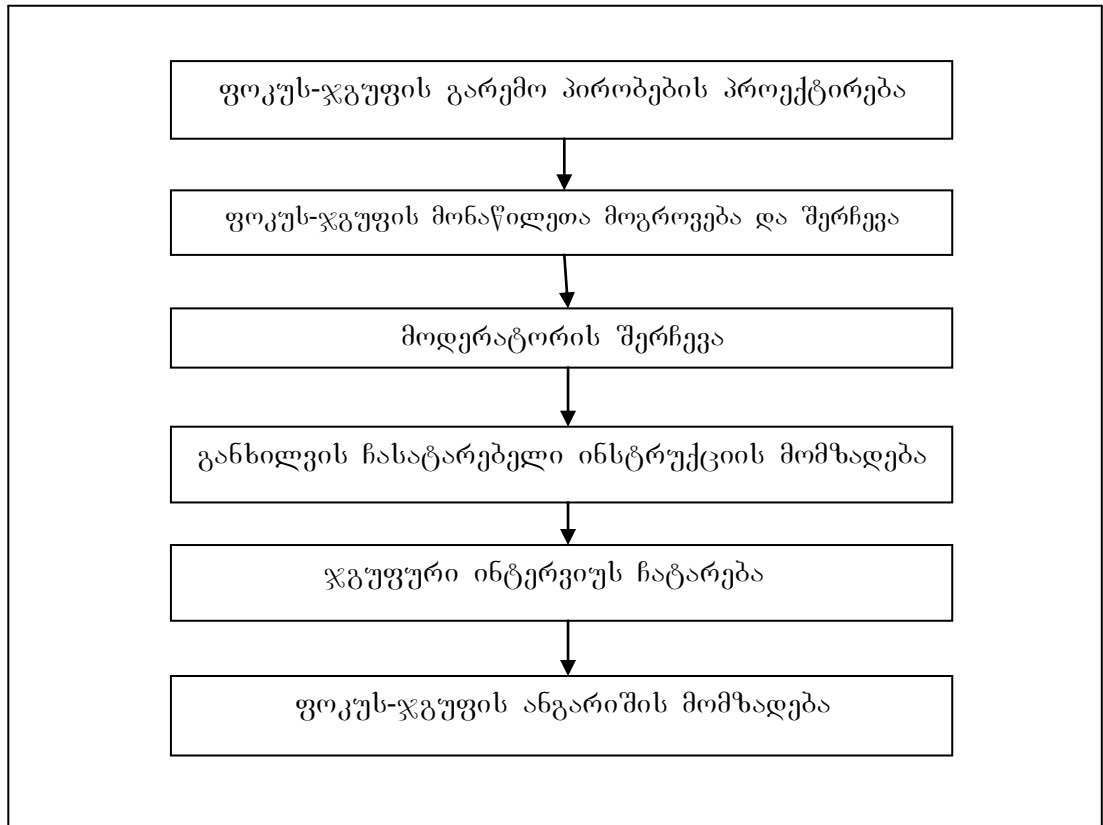 ფოკუს-ჯგუფის გარემო პირობების პროექტირება
ფოკუს-ჯგუფის მონაწილეთა მოგროვება და შერჩევა
მოდერატორის შერჩევა
განხილვის ჩასატარებელი ინსტრუქციის მომზადება
ჯგუფური ინტერვიუს ჩატარება
ფოკუს-ჯგუფის ანგარიშის მომზადება